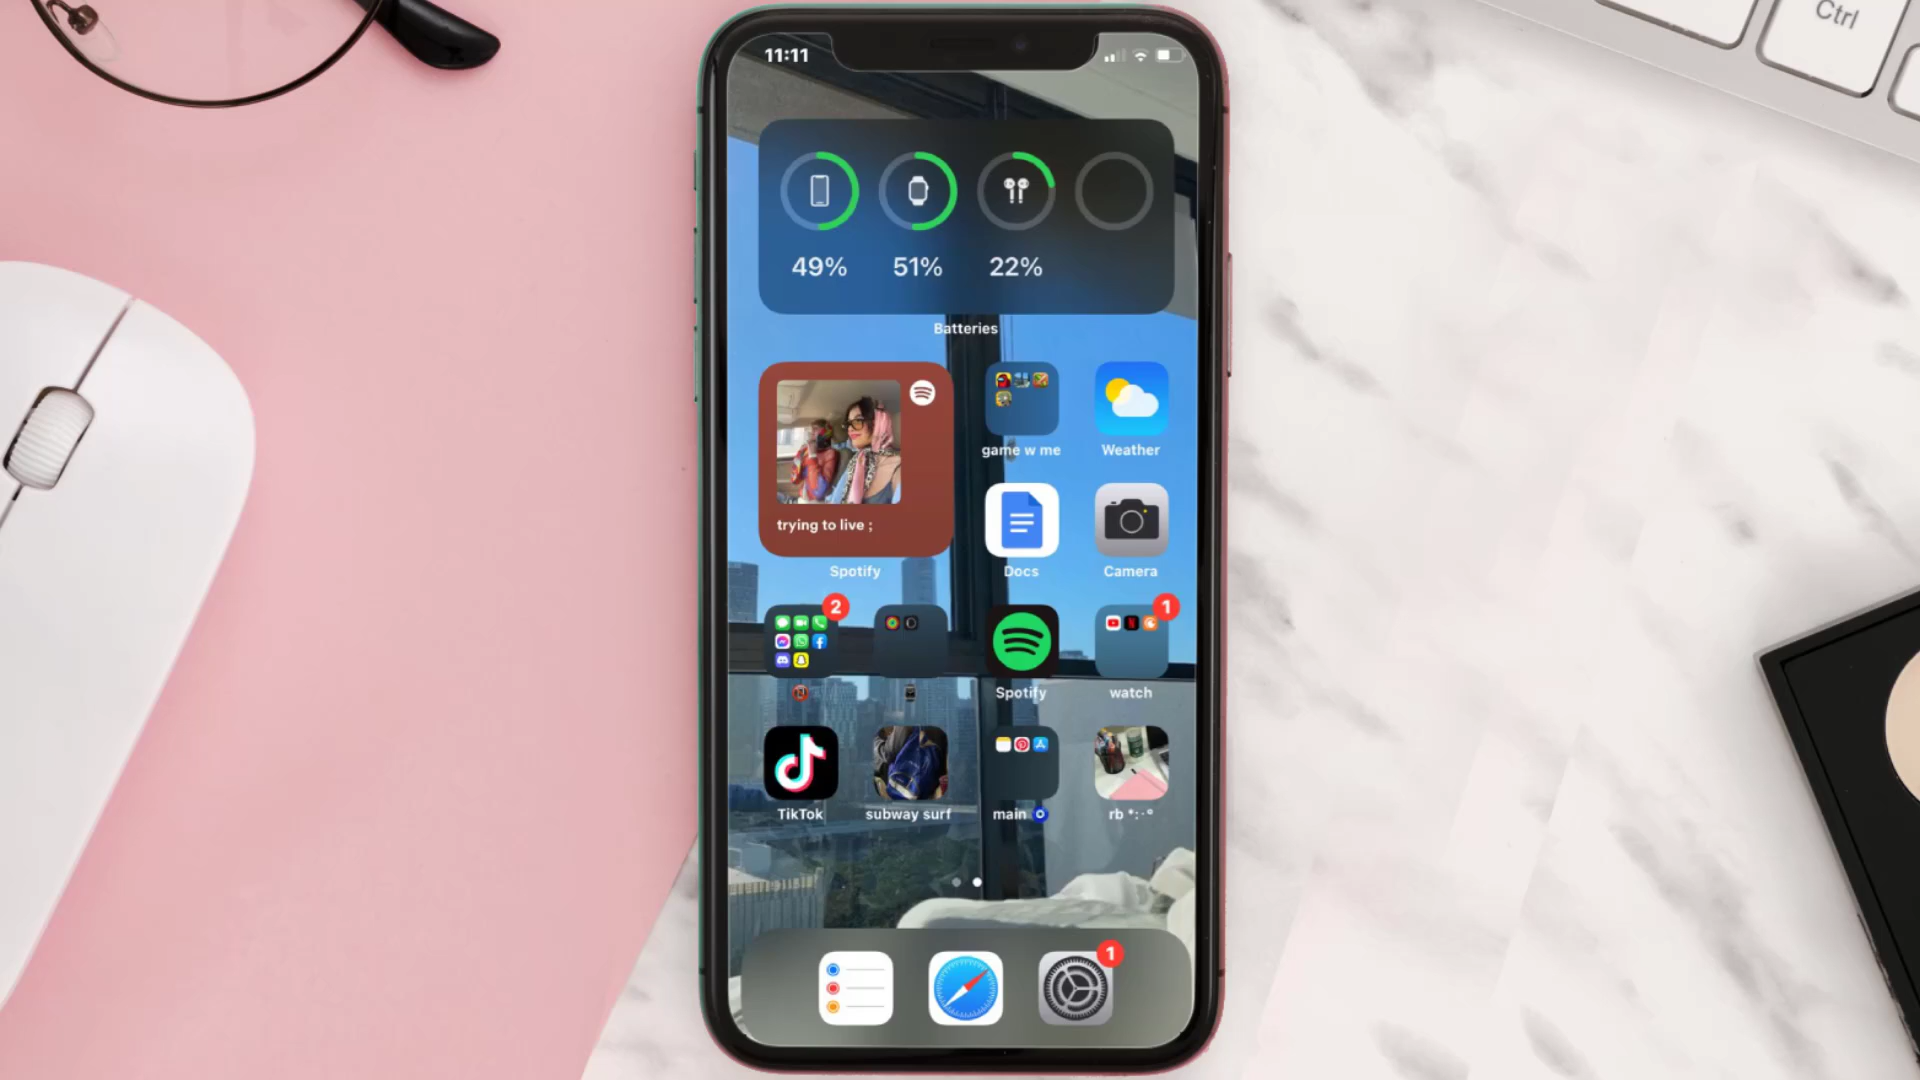 Ctrl
11:11
49% 51% 22%
Batteries
trying to live ;
Spotify
game w me
Weather
Docs
Camera
2
1
Spotify
watch
TikTok
subway surf
main
rb *:·°
1